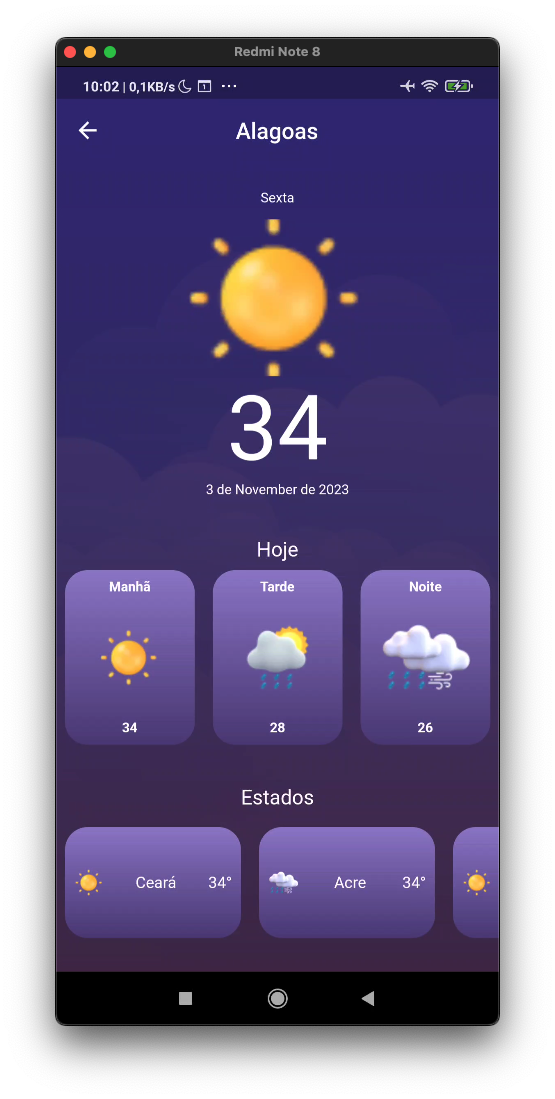 Redmi Note 8
10:02 | 0,1KB/s 1 ...
Alagoas
Sexta
34
3 de November de 2023
Hoje
Manhã Tarde Noite
34 28 26
Estados
Ceará 34° Acre 34°